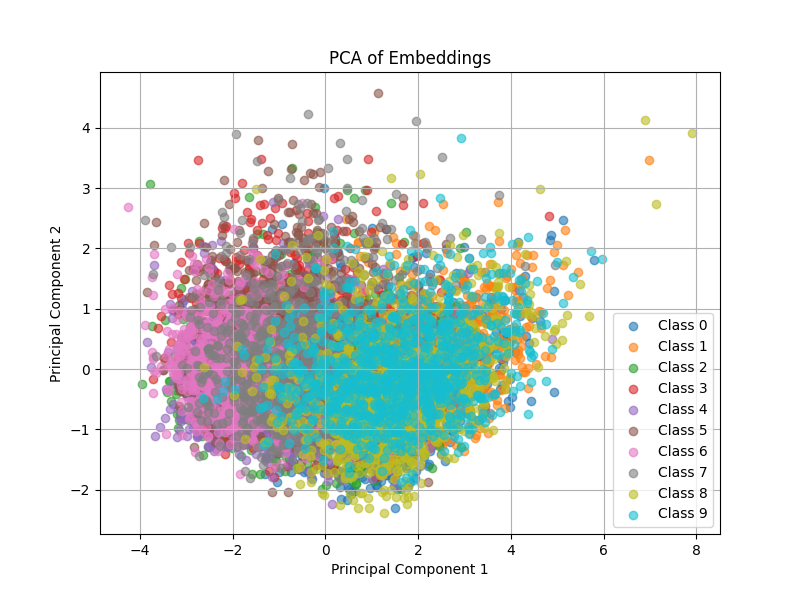 PCA of Embeddings
Principal Component 2
4
3
2
1
0
−1
−2
Class 0
Class 1
Class 2
Class 3
Class 4
Class 5
Class 6
Class 7
Class 8
Class 9
−4 −2 0 2 4 6 8
Principal Component 1